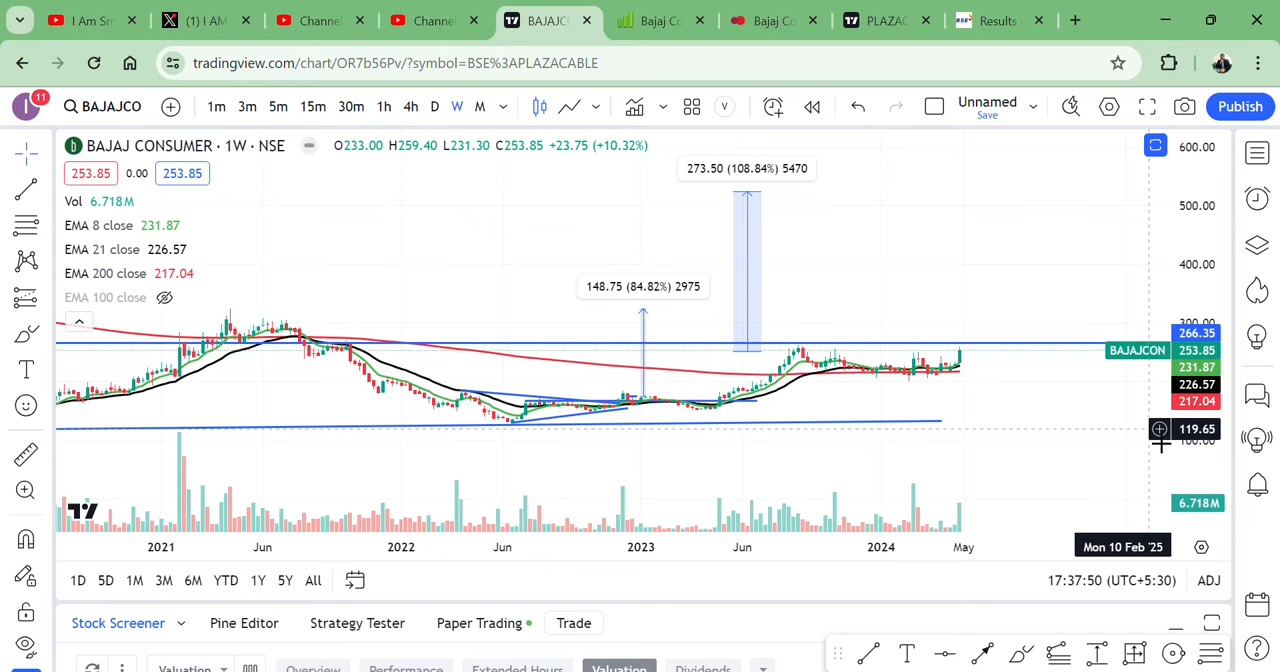 I Am Sm
(1) I AM
Channel
Channel
BAJAJC
Bajaj Co
Bajaj Co
PLAZAC
BSE
Results
tradingview.com/chart/OR7b56Pv/?symbol=BSE%3APLAZACABLE
I
11
BAJAJCO
1m 3m 5m 15m 30m 1h 4h D W M
V
Unnamed
Save
Publish
b
BAJAJ CONSUMER · 1W · NSE
O233.00 H259.40 L231.30 C253.85 +23.75 (+10.32%)
253.85 0.00 253.85
Vol 6.718M
EMA 8 close 231.87
EMA 21 close 226.57
EMA 200 close 217.04
EMA 100 close
273.50 (108.84%) 5470
148.75 (84.82%) 2975
600.00
500.00
400.00
300.00
266.35
BAJAJCON 253.85
231.87
226.57
217.04
119.65
100.00
6.718M
2021 Jun 2022 Jun 2023 Jun 2024 May
Mon 10 Feb '25
1D 5D 1M 3M 6M YTD 1Y 5Y All
17:37:50 (UTC+5:30) ADJ
Stock Screener Pine Editor Strategy Tester Paper Trading Trade
Valuation Overview Performance Extended Hours Valuation Dividends
T
T